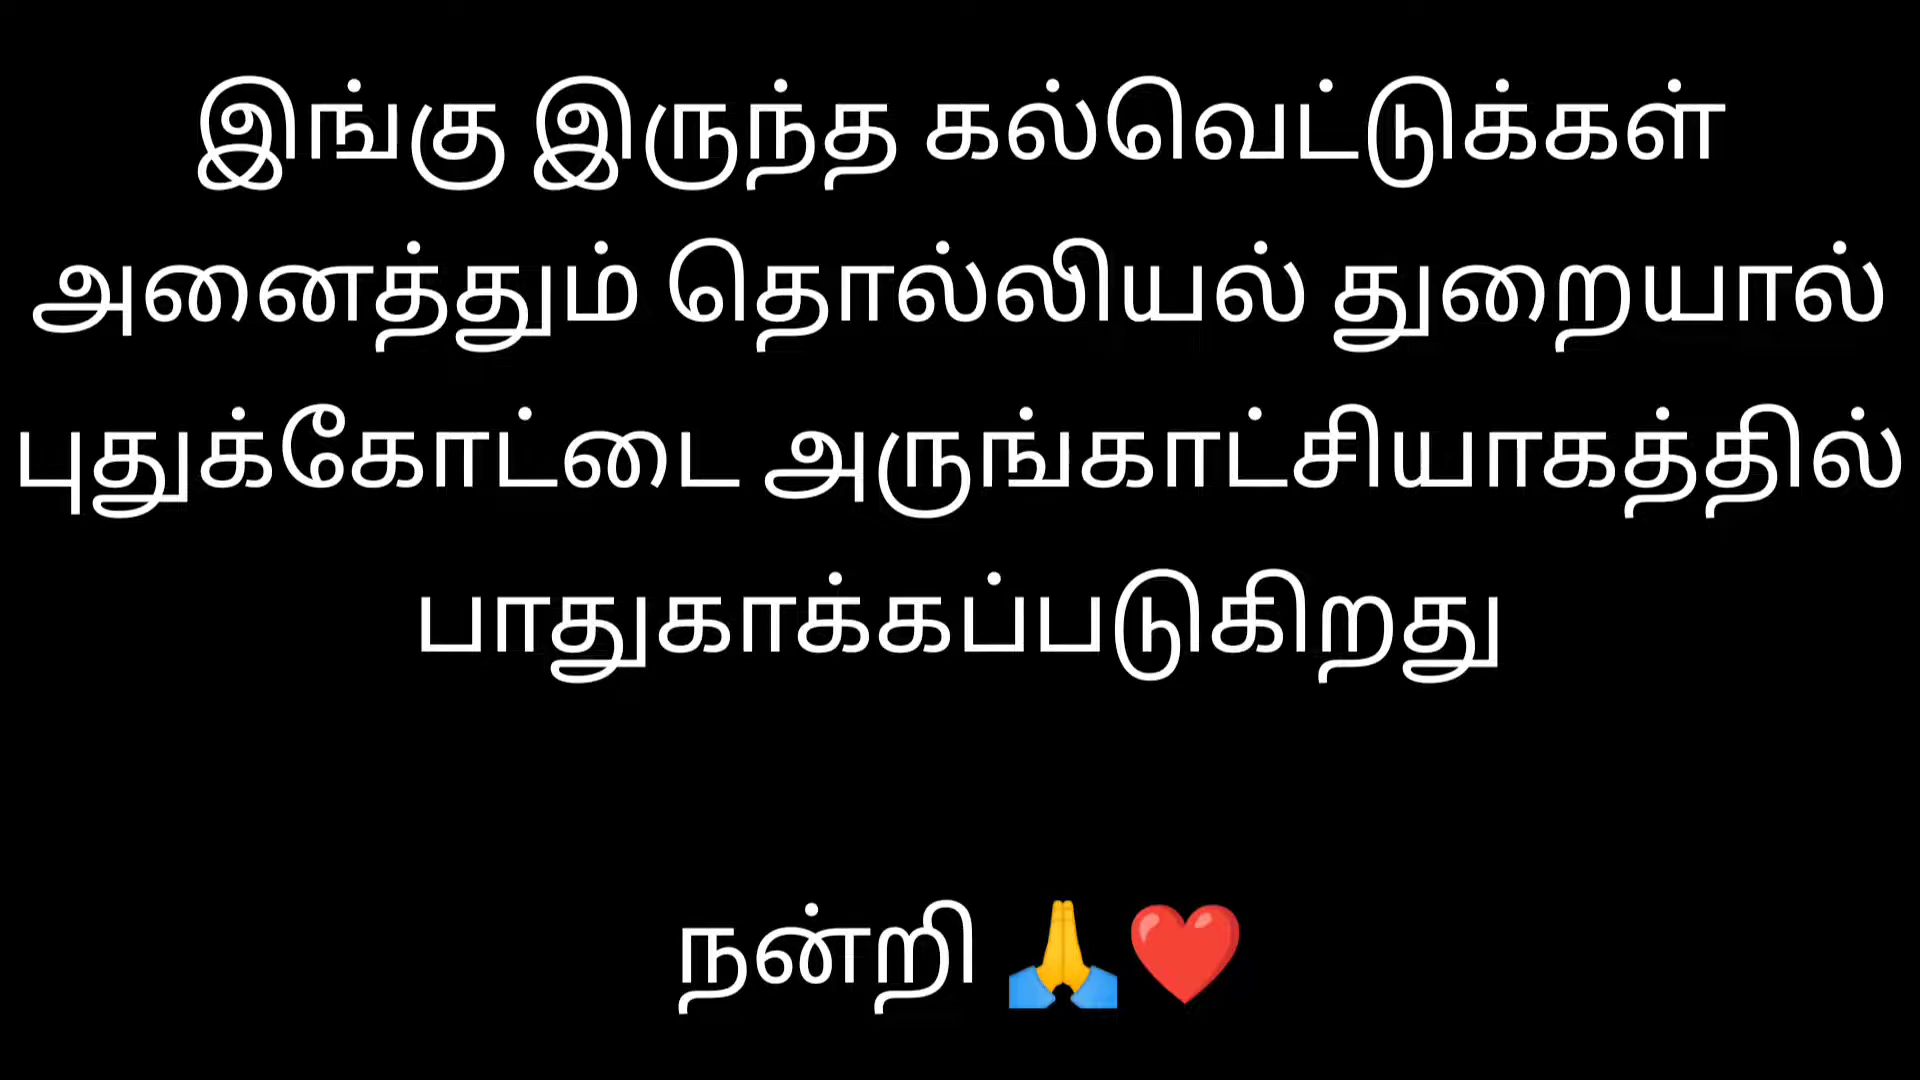 இங்கு இருந்த கல்வெட்டுக்கள்
அனைத்தும் தொல்லியல் துறையால்
புதுக்கோட்டை அருங்காட்சியாகத்தில்
பாதுகாக்கப்படுகிறது
நன்றி 🙏❤️